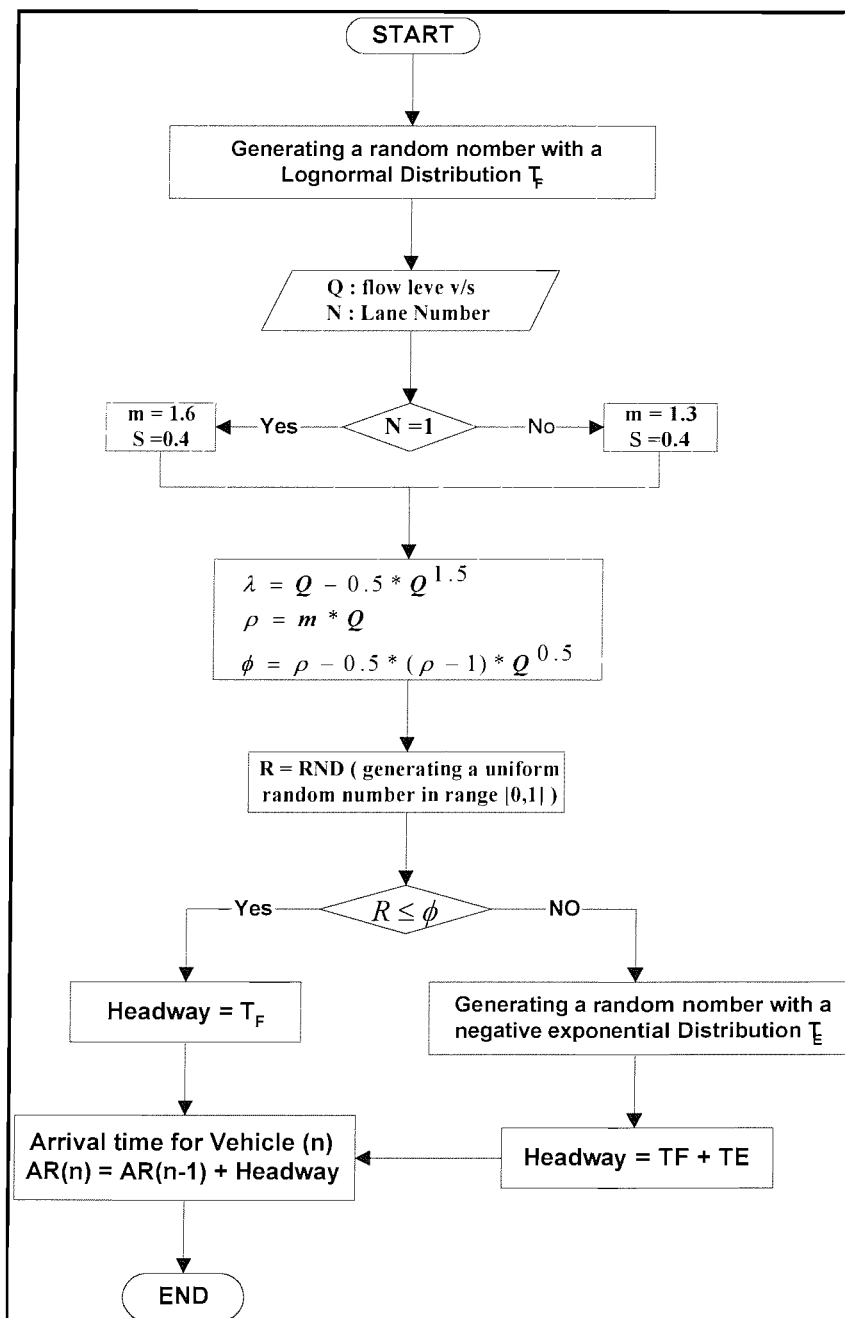 START
Generating a random nomber with a
Lognormal Distribution T_F
Q : flow leve v/s
N : Lane Number
m = 1.6
S =0.4
Yes
N =1
No
m = 1.3
S =0.4
λ = Q − 0.5 * Q^1.5
ρ = m * Q
ϕ = ρ − 0.5 * ( ρ − 1) * Q^0.5
R = RND ( generating a uniform
random number in range |0,1| )
Yes
R ≤ ϕ
NO
Headway = T_F
Generating a random nomber with a
negative exponential Distribution T_E
Arrival time for Vehicle (n)
AR(n) = AR(n-1) + Headway
Headway = TF + TE
END